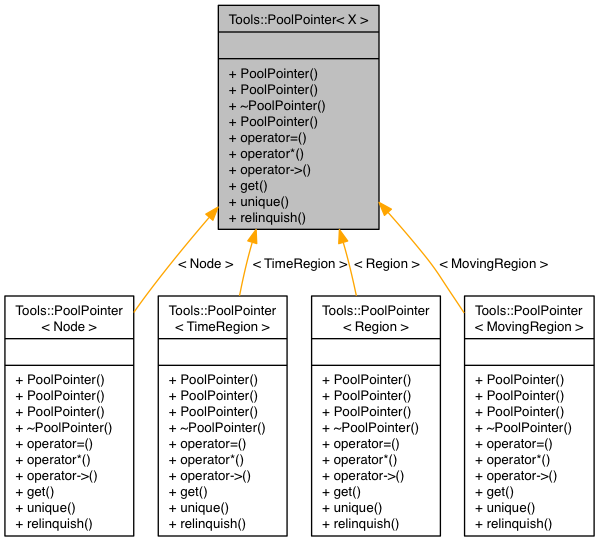 Tools::PoolPointer< X >
+ PoolPointer()
+ PoolPointer()
+ ~PoolPointer()
+ PoolPointer()
+ operator=()
+ operator*()
+ operator->()
+ get()
+ unique()
+ relinquish()
< Node >
< TimeRegion >
< Region >
< MovingRegion >
Tools::PoolPointer
< Node >
+ PoolPointer()
+ PoolPointer()
+ PoolPointer()
+ ~PoolPointer()
+ operator=()
+ operator*()
+ operator->()
+ get()
+ unique()
+ relinquish()
Tools::PoolPointer
< TimeRegion >
+ PoolPointer()
+ PoolPointer()
+ PoolPointer()
+ ~PoolPointer()
+ operator=()
+ operator*()
+ operator->()
+ get()
+ unique()
+ relinquish()
Tools::PoolPointer
< Region >
+ PoolPointer()
+ PoolPointer()
+ PoolPointer()
+ ~PoolPointer()
+ operator=()
+ operator*()
+ operator->()
+ get()
+ unique()
+ relinquish()
Tools::PoolPointer
< MovingRegion >
+ PoolPointer()
+ PoolPointer()
+ PoolPointer()
+ ~PoolPointer()
+ operator=()
+ operator*()
+ operator->()
+ get()
+ unique()
+ relinquish()